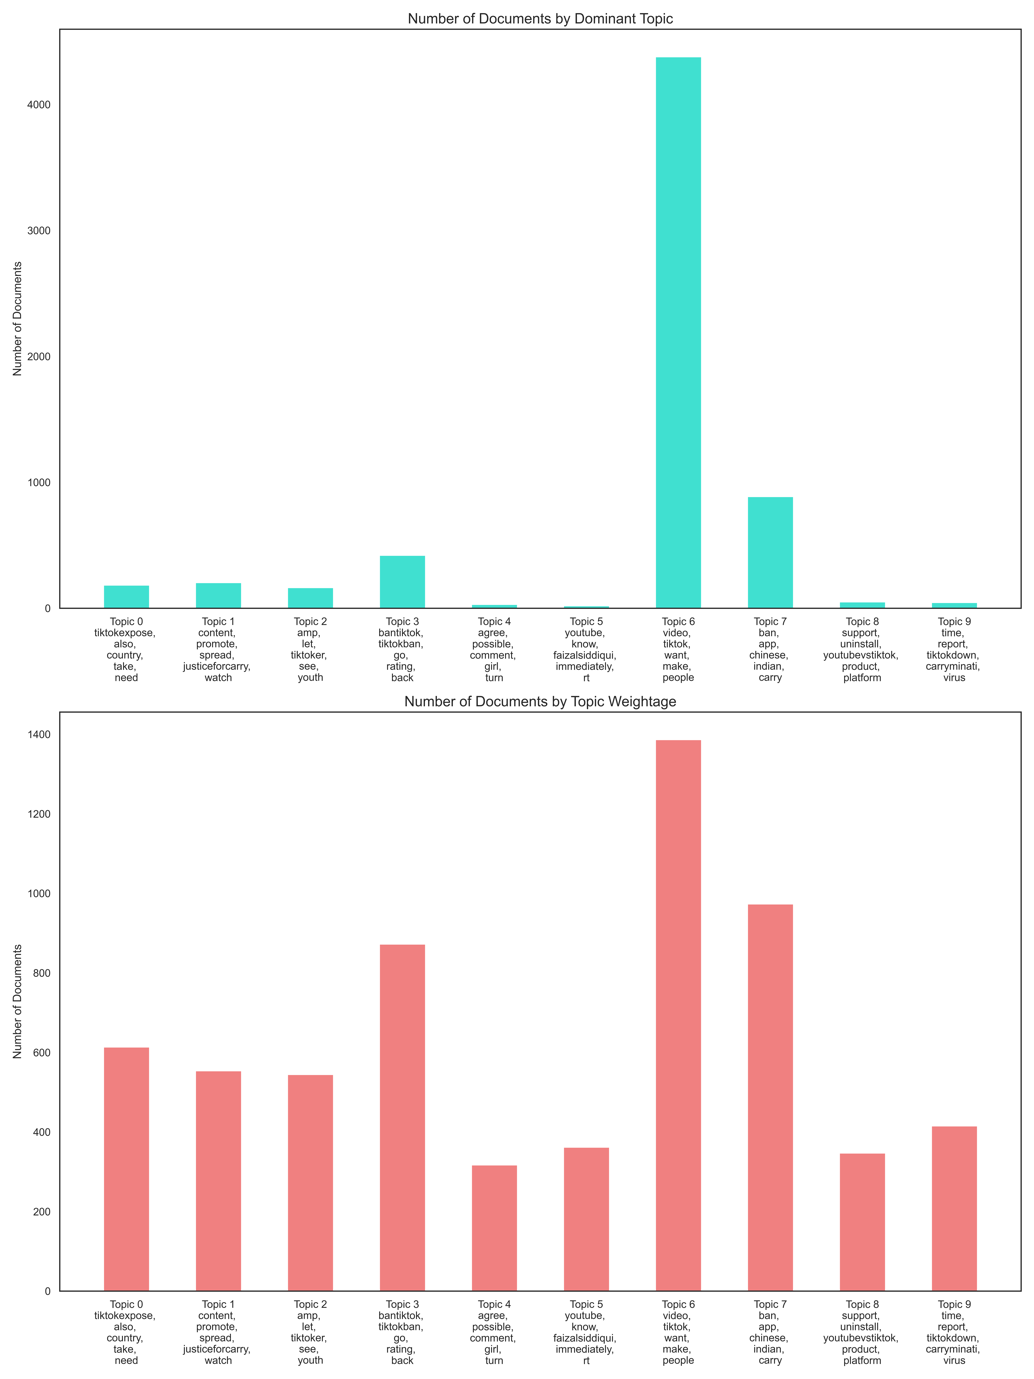 Number of Documents by Dominant Topic
Number of Documents
4000
3000
2000
1000
0
Topic 0
tiktokexpose,
also,
country,
take,
need
Topic 1
content,
promote,
spread,
justiceforcarry,
watch
Topic 2
amp,
let,
tiktoker,
see,
youth
Topic 3
bantiktok,
tiktokban,
go,
rating,
back
Topic 4
agree,
possible,
comment,
girl,
turn
Topic 5
youtube,
know,
faizalsiddiqui,
immediately,
rt
Topic 6
video,
tiktok,
want,
make,
people
Topic 7
ban,
app,
chinese,
indian,
carry
Topic 8
support,
uninstall,
youtubevstiktok,
product,
platform
Topic 9
time,
report,
tiktokdown,
carryminati,
virus
Number of Documents by Topic Weightage
Number of Documents
1400
1200
1000
800
600
400
200
0
Topic 0
tiktokexpose,
also,
country,
take,
need
Topic 1
content,
promote,
spread,
justiceforcarry,
watch
Topic 2
amp,
let,
tiktoker,
see,
youth
Topic 3
bantiktok,
tiktokban,
go,
rating,
back
Topic 4
agree,
possible,
comment,
girl,
turn
Topic 5
youtube,
know,
faizalsiddiqui,
immediately,
rt
Topic 6
video,
tiktok,
want,
make,
people
Topic 7
ban,
app,
chinese,
indian,
carry
Topic 8
support,
uninstall,
youtubevstiktok,
product,
platform
Topic 9
time,
report,
tiktokdown,
carryminati,
virus